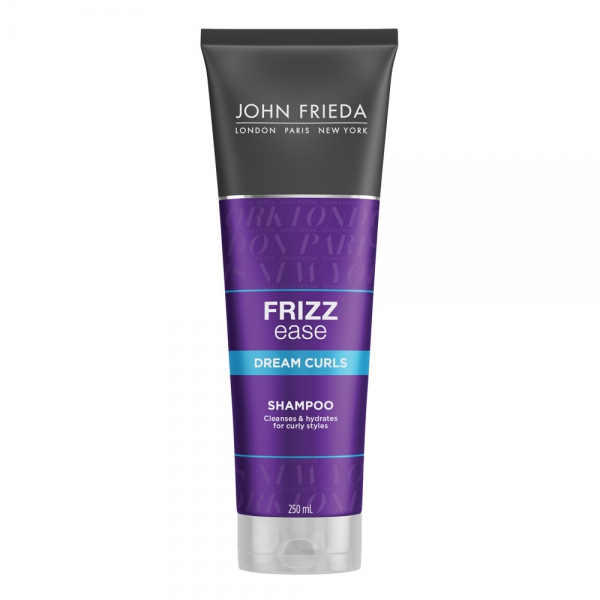 JOHN FRIEDA
LONDON PARIS NEW YORK
FRIZZ
ease
DREAM CURLS
SHAMPOO
Cleanses & hydrates
for curly styles
250 mL